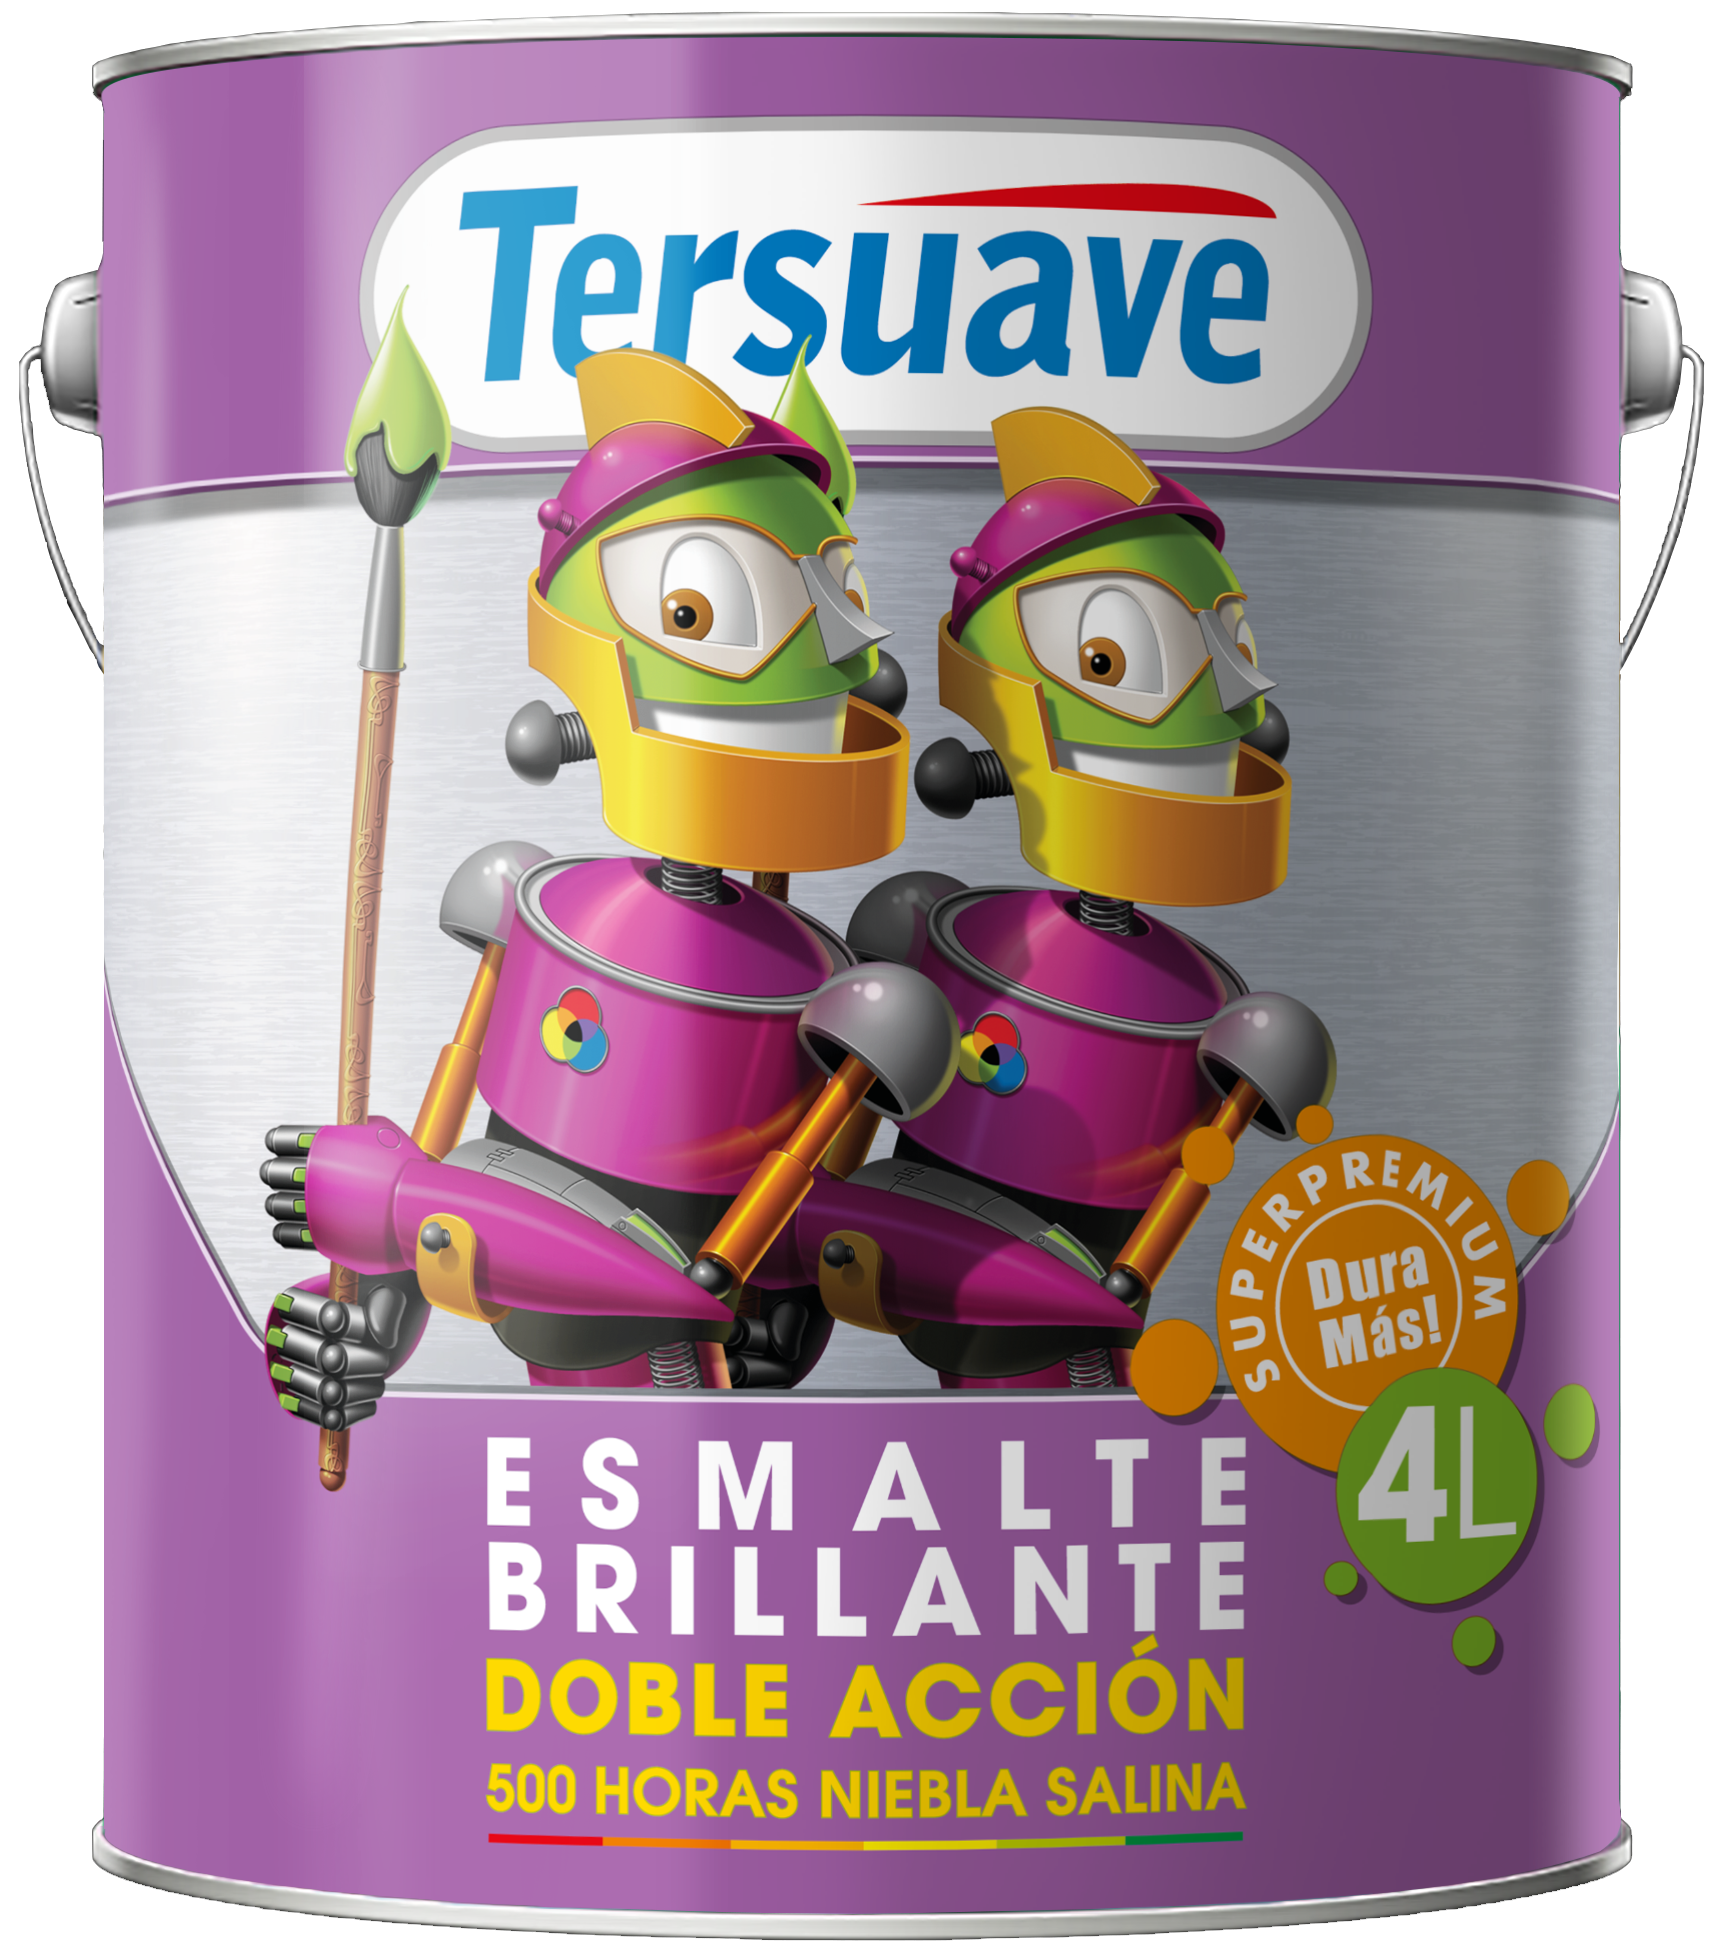 Tersuave
SUPERPREMIUM
Dura
Más!
4L
ESMALTE
BRILLANTE
DOBLE ACCIÓN
500 HORAS NIEBLA SALINA